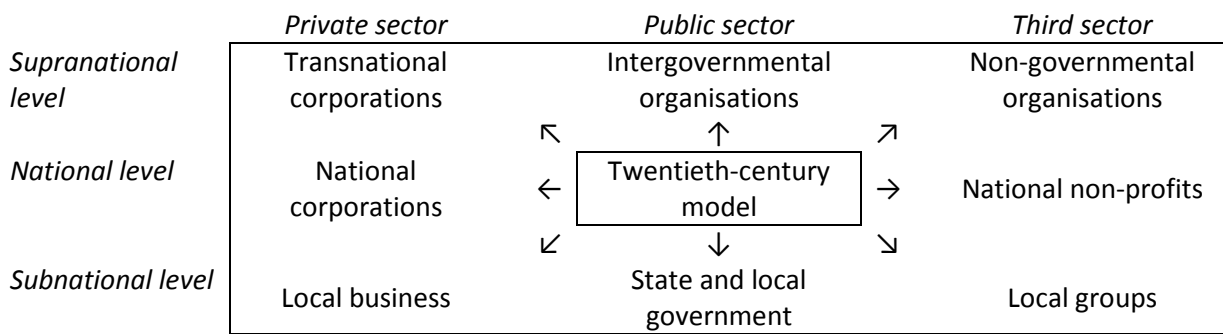 Private sector Public sector Third sector
Supranational Transnational Intergovernmental Non-governmental
level corporations organisations organisations
↖ ↑ ↗
National level National Twentieth-century National non-profits
corporations ← model →
↙ ↓ ↘
Subnational level Local business State and local Local groups
government